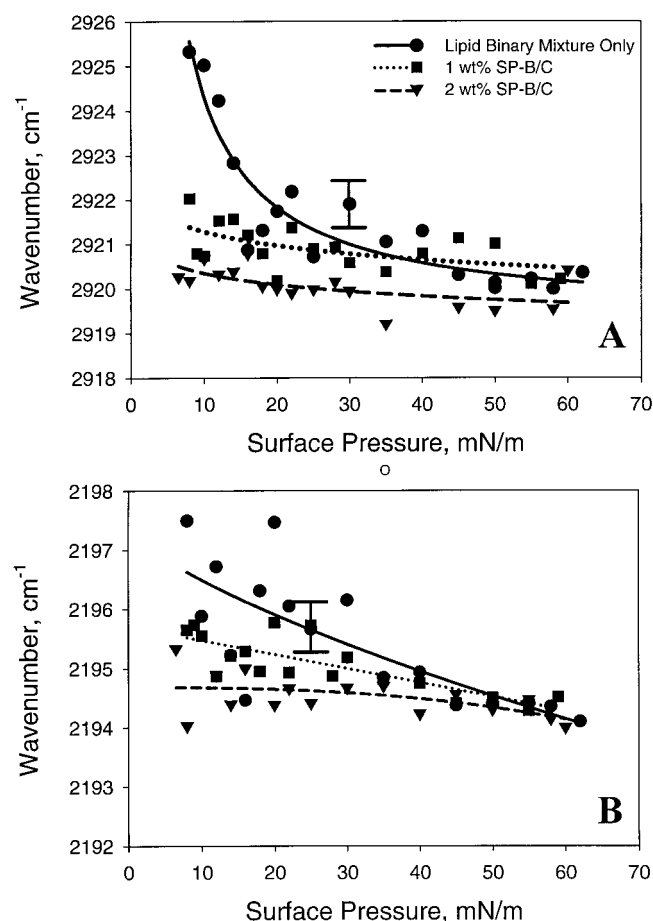 2926
2925
2924
2923
2922
2921
2920
2919
2918
Wavenumber, cm-1
Lipid Binary Mixture Only
1 wt% SP-B/C
2 wt% SP-B/C
A
0 10 20 30 40 50 60 70
Surface Pressure, mN/m
O
2198
2197
2196
2195
2194
2193
2192
Wavenumber, cm-1
B
0 10 20 30 40 50 60 70
Surface Pressure, mN/m